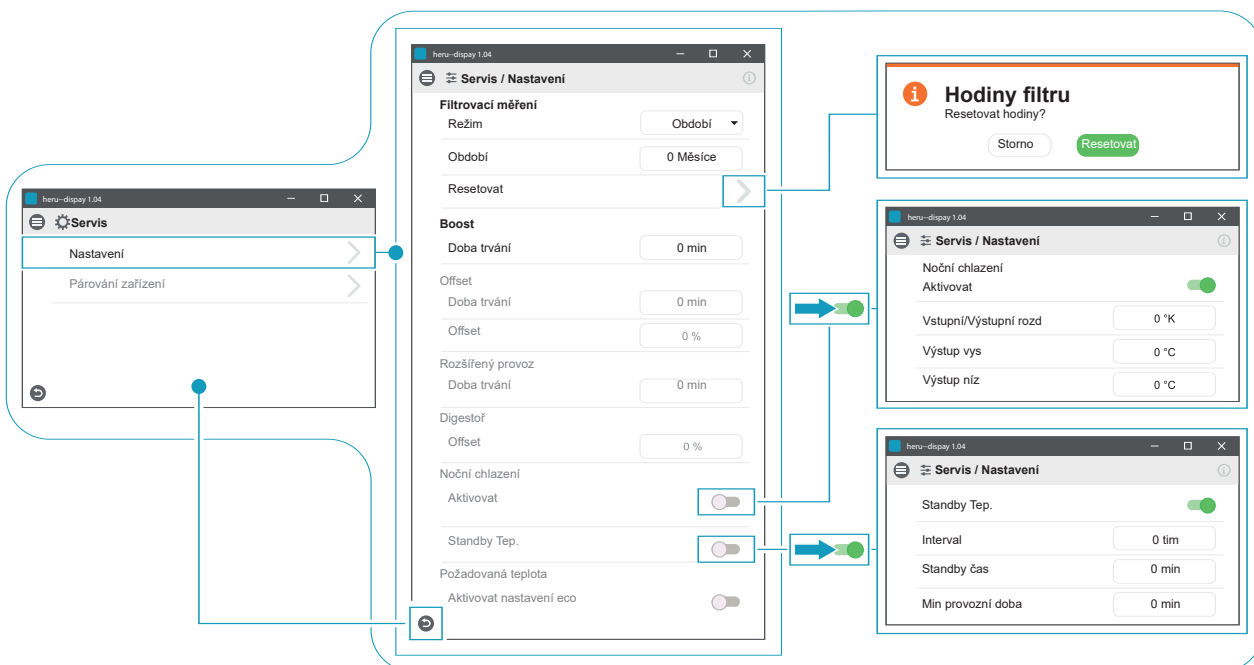 heru--dispay 1.04
Servis
Nastavení
Párování zařízení
heru--dispay 1.04
Servis / Nastavení
Filtrovací měření
Režim
Období
Období
0 Měsíce
Resetovat
Boost
Doba trvání
0 min
Offset
Doba trvání
0 min
Offset
0 %
Rozšířený provoz
Doba trvání
0 min
Digestoř
Offset
0 %
Noční chlazení
Aktivovat
Standby Tep.
Požadovaná teplota
Aktivovat nastavení eco
Hodiny filtru
Resetovat hodiny?
Storno
Resetovat
heru--dispay 1.04
Servis / Nastavení
Noční chlazení
Aktivovat
Vstupní/Výstupní rozd
0 °K
Výstup vys
0 °C
Výstup níz
0 °C
heru--dispay 1.04
Servis / Nastavení
Standby Tep.
Interval
0 tim
Standby čas
0 min
Min provozní doba
0 min